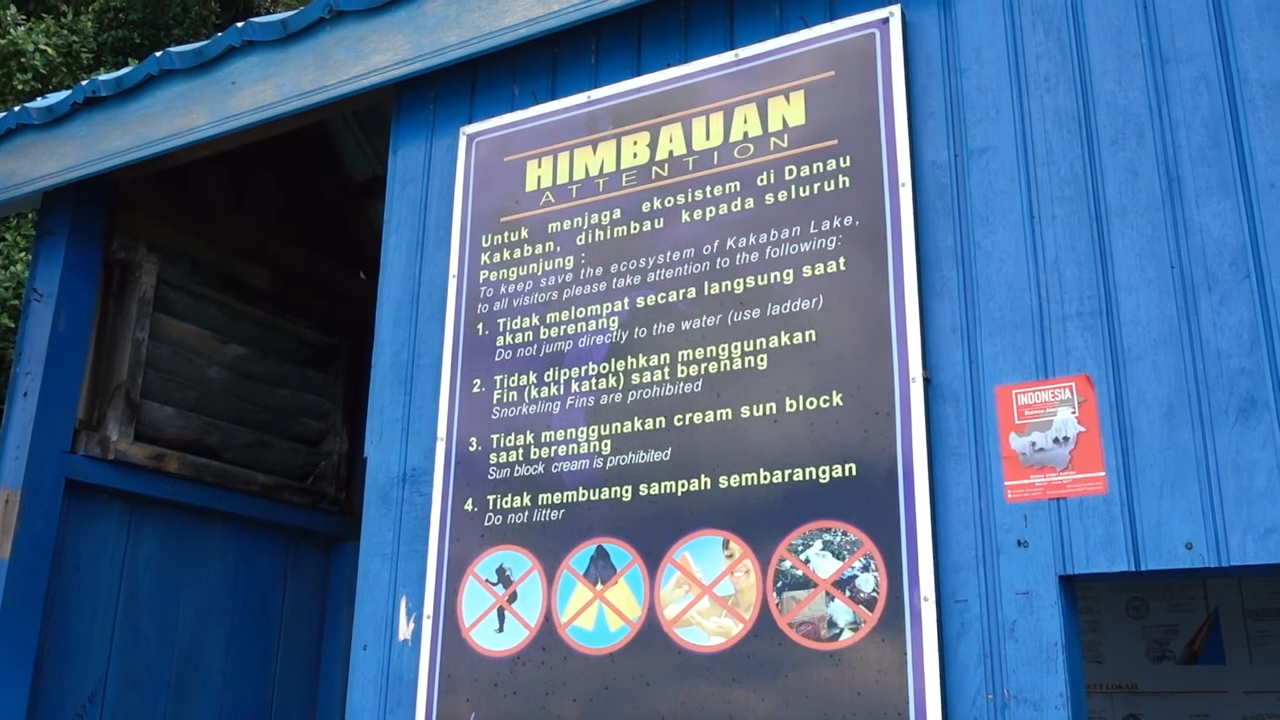 HIMBAUAN
ATTENTION
Untuk menjaga ekosistem di Danau
Kakaban, dihimbau kepada seluruh
Pengunjung :
To keep save the ecosystem of Kakaban Lake,
to all visitors please take attention to the following:
1. Tidak melompat secara langsung saat
akan berenang
Do not jump directly to the water (use ladder)
2. Tidak diperbolehkan menggunakan
Fin (kaki katak) saat berenang
Snorkeling Fins are prohibited
3. Tidak menggunakan cream sun block
saat berenang
Sun block cream is prohibited
4. Tidak membuang sampah sembarangan
Do not litter
INDONESIA
LOKASI